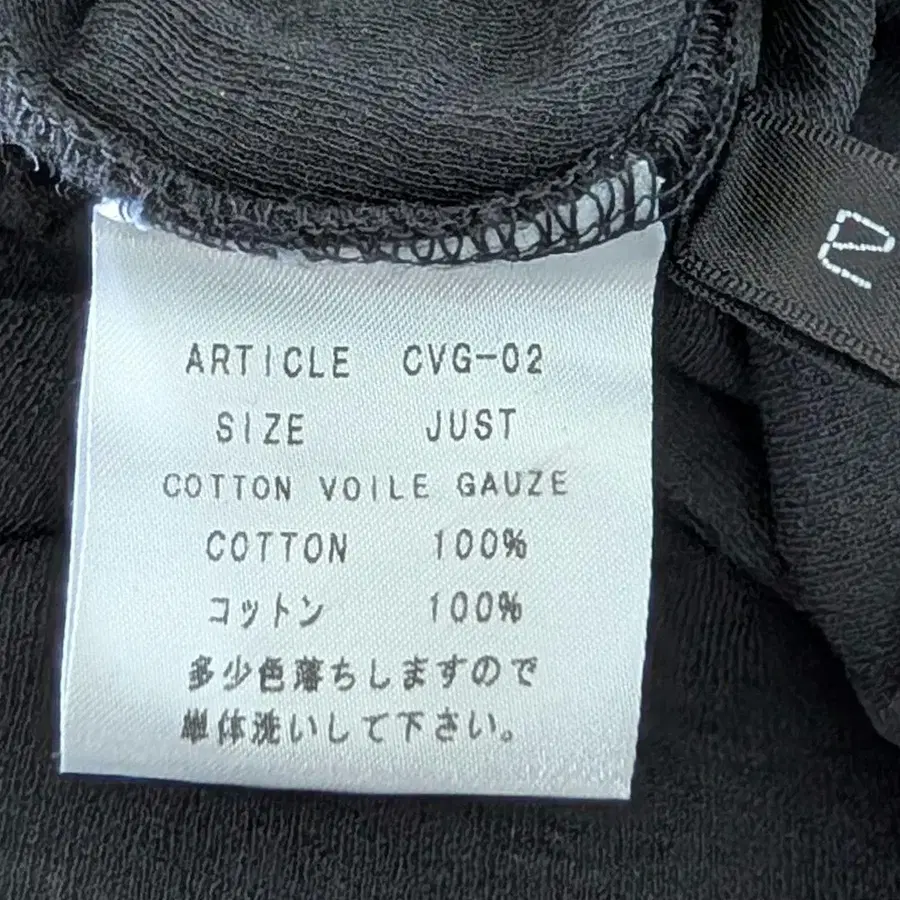 ARTICLE CVG-02
SIZE JUST
COTTON VOILE GAUZE
COTTON 100%
コットン 100%
多少色落ちしますので
単体洗いして下さい。